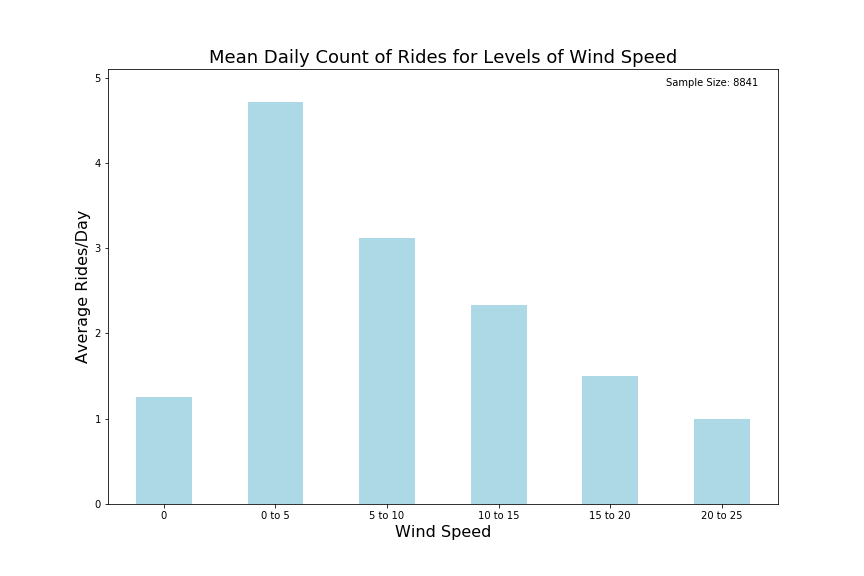 Mean Daily Count of Rides for Levels of Wind Speed
Sample Size: 8841
Average Rides/Day
5
4
3
2
1
0
0
0 to 5
5 to 10
10 to 15
15 to 20
20 to 25
Wind Speed